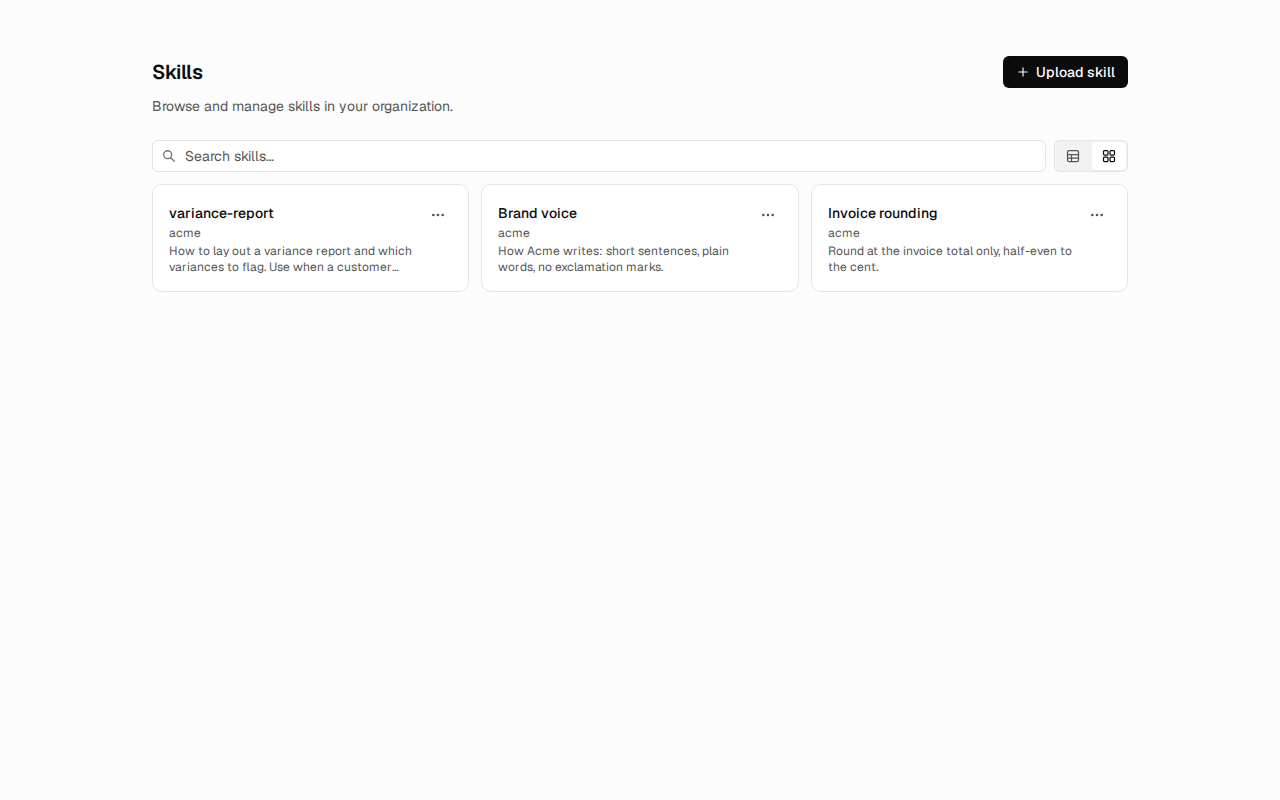 Skills
Upload skill
Browse and manage skills in your organization.
Search skills…
variance-report
acme
How to lay out a variance report and which
variances to flag. Use when a customer…
Brand voice
acme
How Acme writes: short sentences, plain
words, no exclamation marks.
Invoice rounding
acme
Round at the invoice total only, half-even to
the cent.